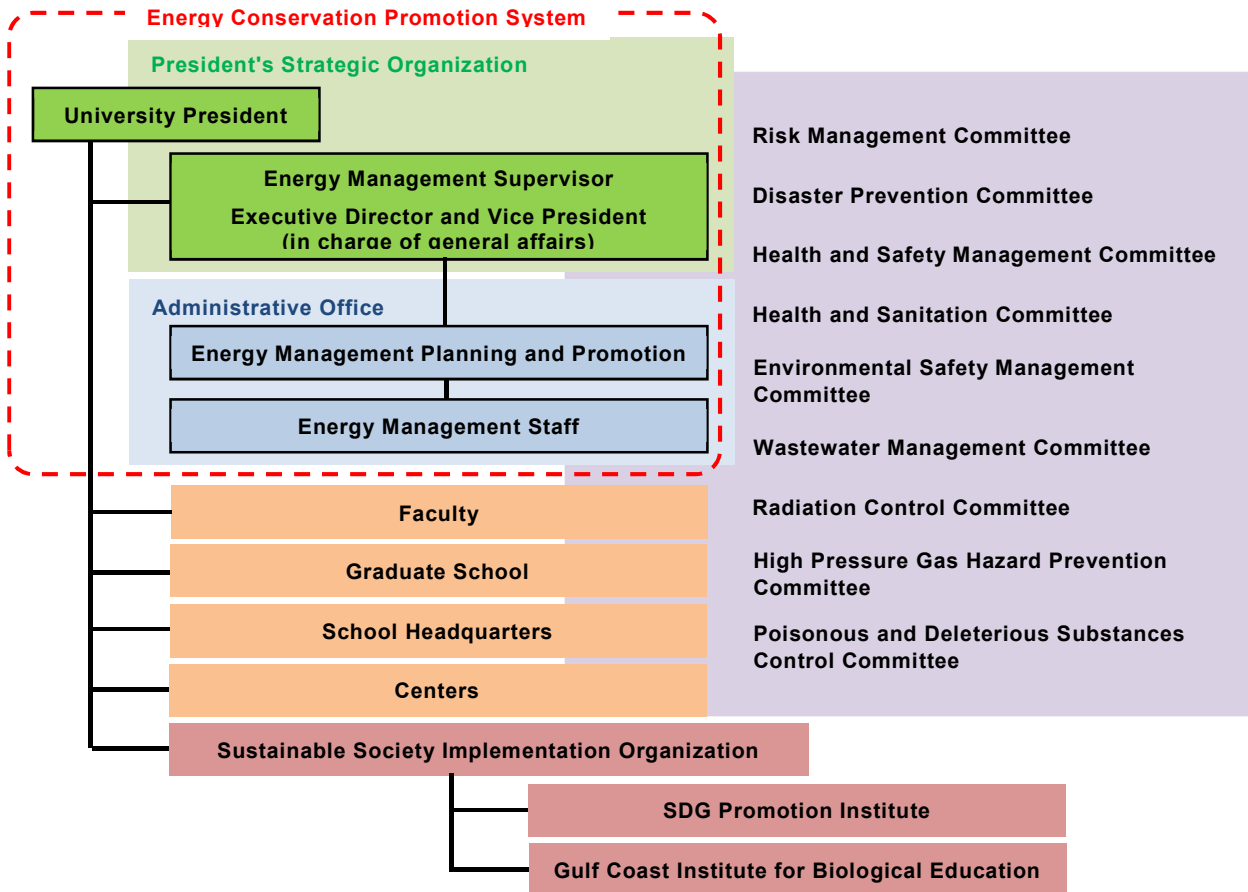 Energy Conservation Promotion System
President's Strategic Organization
University President
Energy Management Supervisor
Executive Director and Vice President
(in charge of general affairs)
Administrative Office
Energy Management Planning and Promotion
Energy Management Staff
Faculty
Graduate School
School Headquarters
Centers
Sustainable Society Implementation Organization
SDG Promotion Institute
Gulf Coast Institute for Biological Education
Risk Management Committee
Disaster Prevention Committee
Health and Safety Management Committee
Health and Sanitation Committee
Environmental Safety Management
Committee
Wastewater Management Committee
Radiation Control Committee
High Pressure Gas Hazard Prevention
Committee
Poisonous and Deleterious Substances
Control Committee